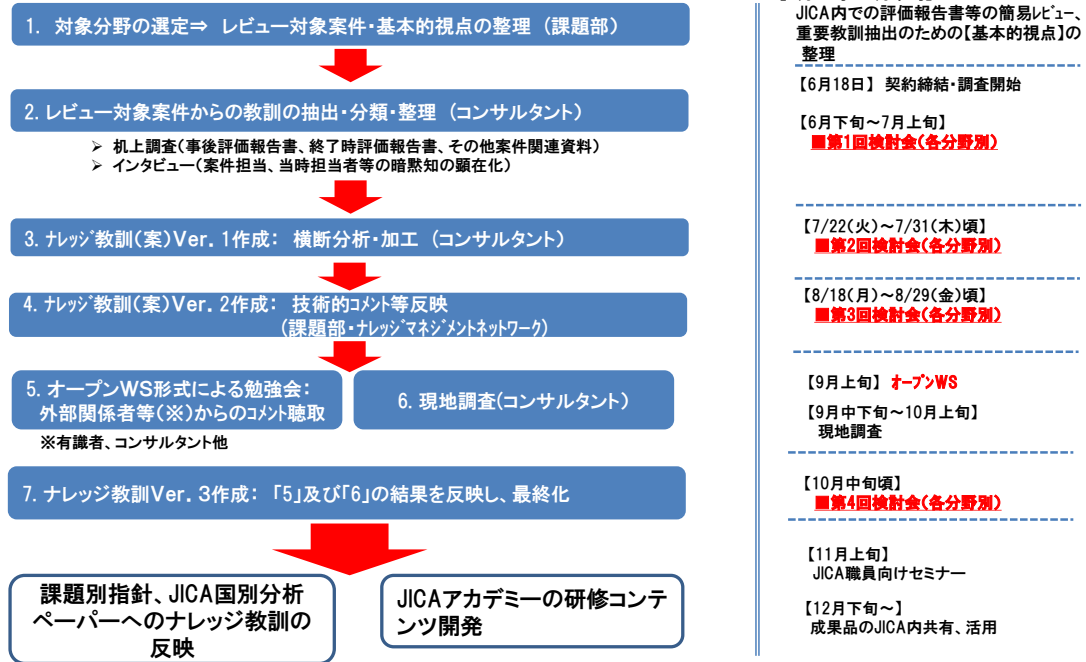 1. 対象分野の選定⇒ レビュー対象案件・基本的視点の整理 (課題部)
2. レビュー対象案件からの教訓の抽出・分類・整理 (コンサルタント)
➢ 机上調査(事後評価報告書、終了時評価報告書、その他案件関連資料)
➢ インタビュー(案件担当、当時担当者等の暗黙知の顕在化)
3. ナレッジ教訓(案)Ver. 1作成: 横断分析・加工 (コンサルタント)
4. ナレッジ教訓(案)Ver. 2作成: 技術的コメント等反映
(課題部・ナレッジマネジメントネットワーク)
5. オープンWS形式による勉強会:
外部関係者等(※)からのコメント聴取
※有識者、コンサルタント他
6. 現地調査(コンサルタント)
7. ナレッジ教訓Ver. 3作成: 「5」及び「6」の結果を反映し、最終化
課題別指針、JICA国別分析
ペーパーへのナレッジ教訓の
反映
JICAアカデミーの研修コンテ
ンツ開発
JICA内での評価報告書等の簡易レビュー、
重要教訓抽出のための【基本的視点】の
整理
【6月18日】 契約締結・調査開始
【6月下旬～7月上旬】
■第1回検討会(各分野別)
【7/22(火)～7/31(木)頃】
■第2回検討会(各分野別)
【8/18(月)～8/29(金)頃】
■第3回検討会(各分野別)
【9月上旬】 オープンWS
【9月中下旬～10月上旬】
現地調査
【10月中旬頃】
■第4回検討会(各分野別)
【11月上旬】
JICA職員向けセミナー
【12月下旬～】
成果品のJICA内共有、活用